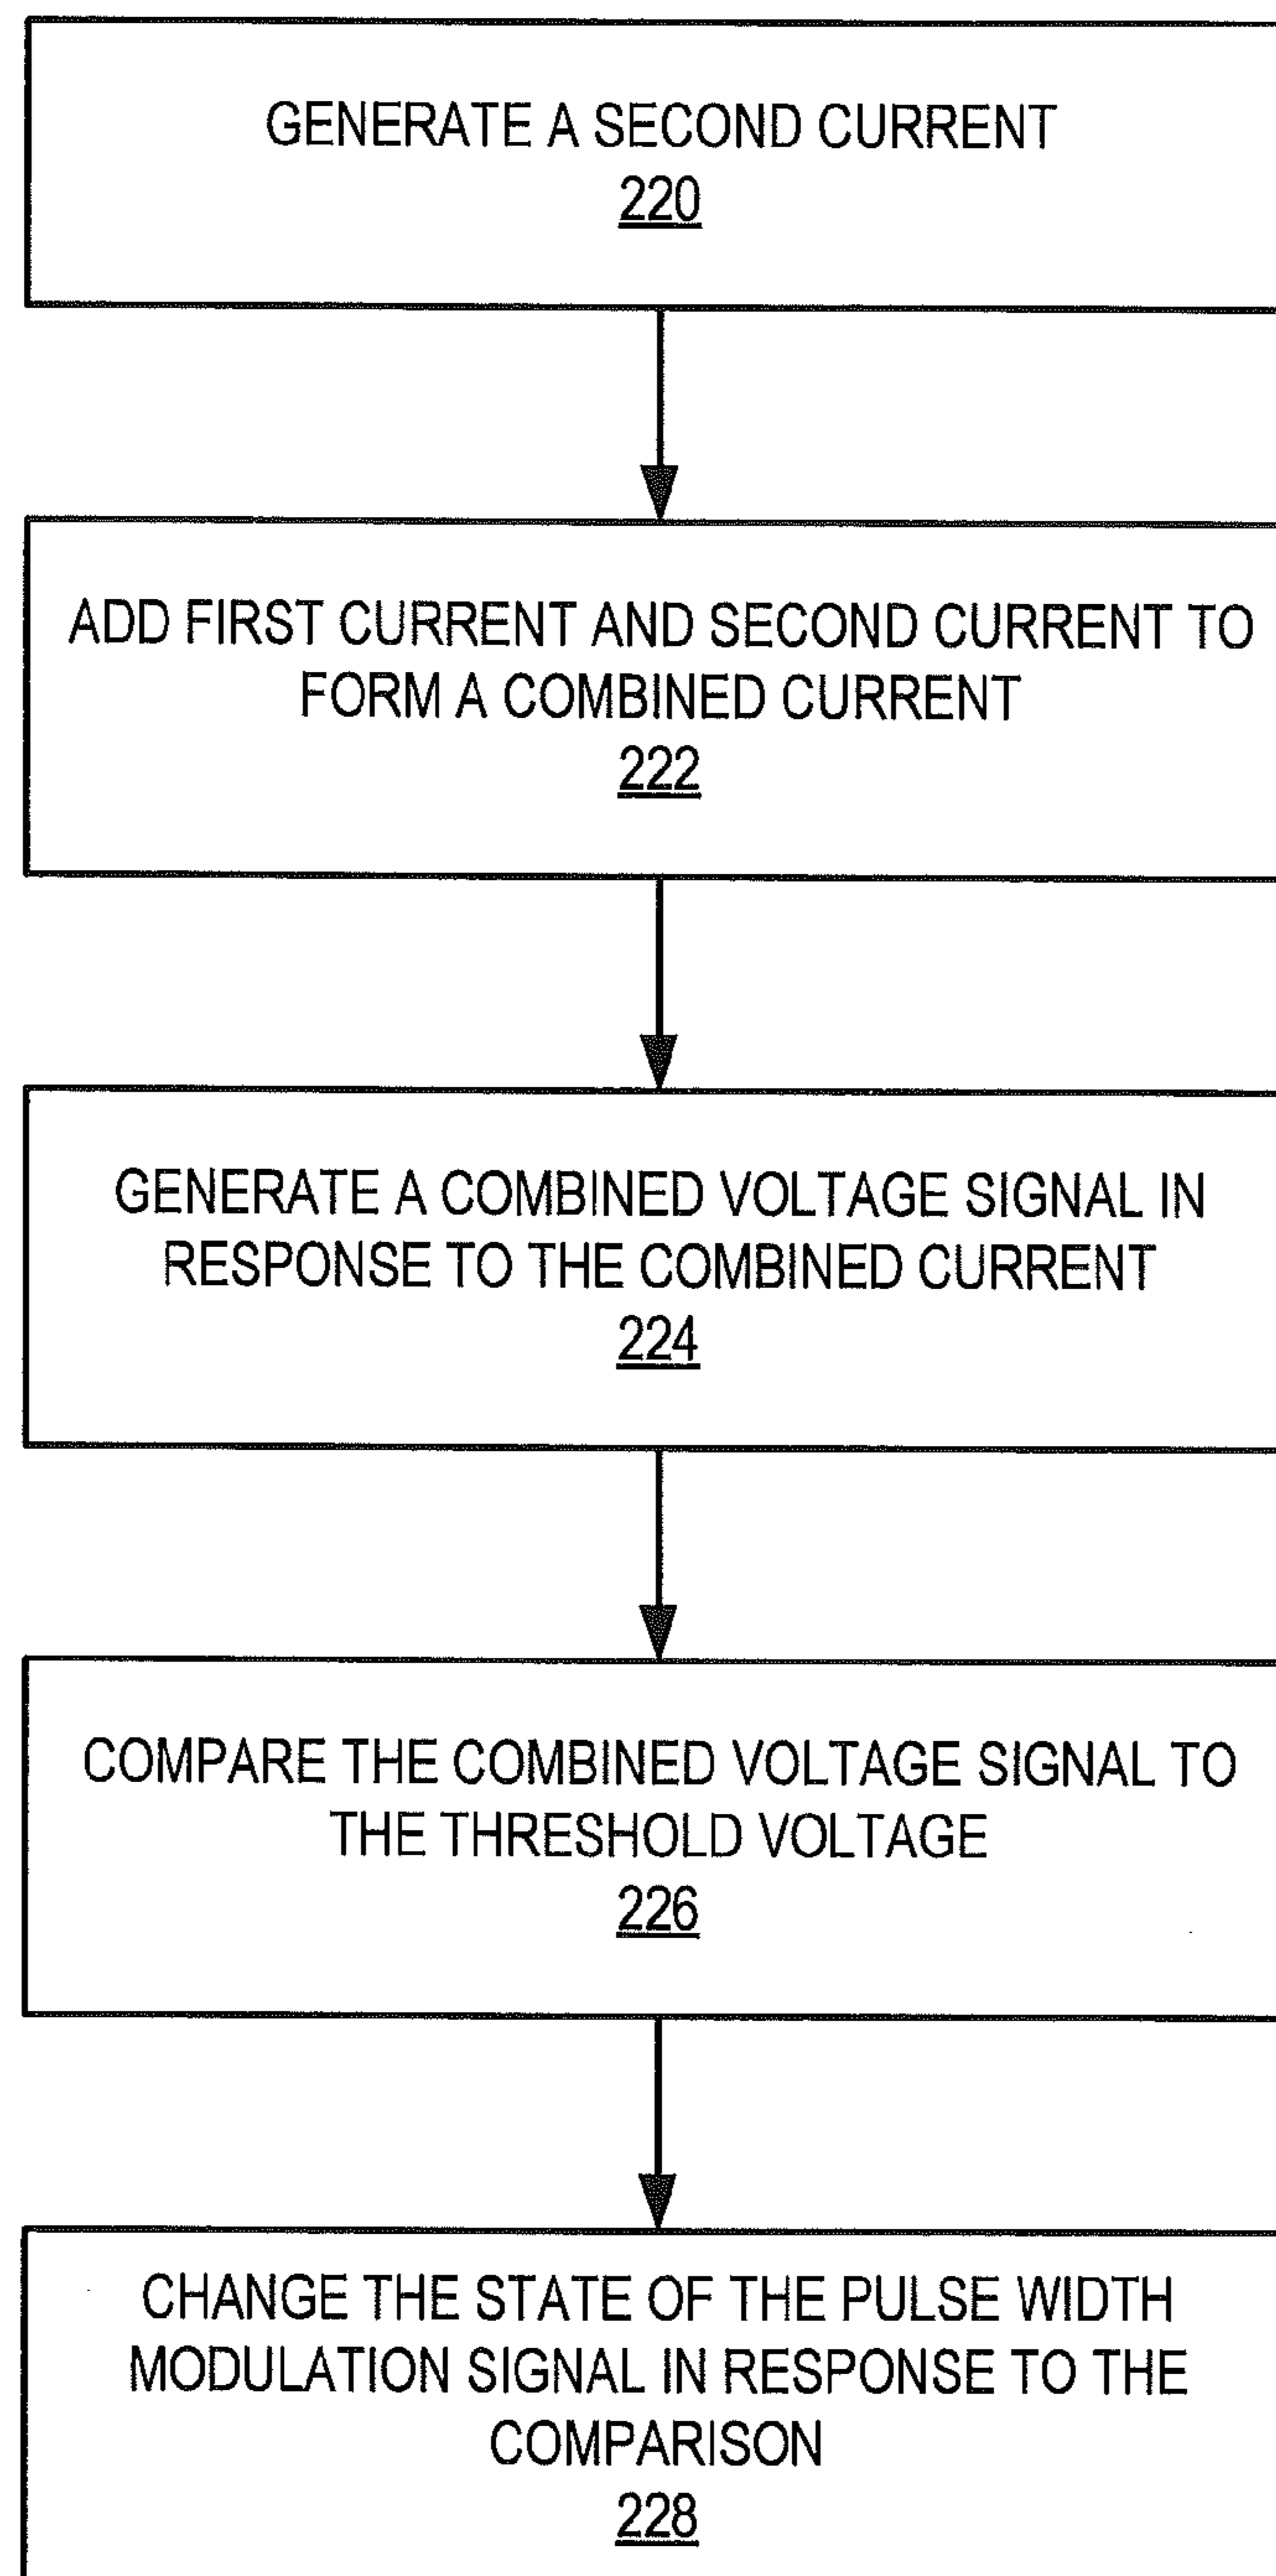 GENERATE A SECOND CURRENT
220
ADD FIRST CURRENT AND SECOND CURRENT TO
FORM A COMBINED CURRENT
222
GENERATE A COMBINED VOLTAGE SIGNAL IN
RESPONSE TO THE COMBINED CURRENT
224
COMPARE THE COMBINED VOLTAGE SIGNAL TO
THE THRESHOLD VOLTAGE
226
CHANGE THE STATE OF THE PULSE WIDTH
MODULATION SIGNAL IN RESPONSE TO THE
COMPARISON
228